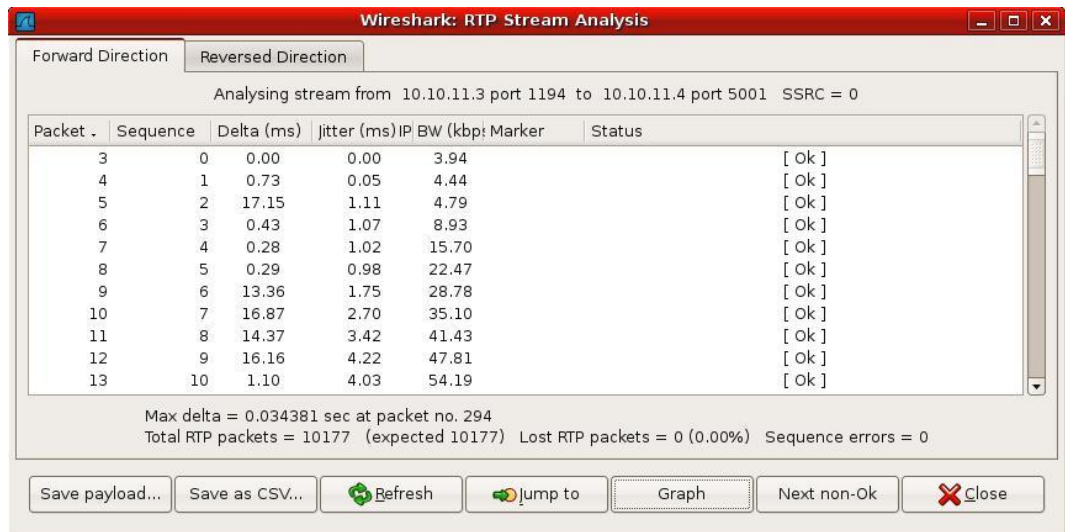 Wireshark: RTP Stream Analysis
Forward Direction Reversed Direction
Analysing stream from 10.10.11.3 port 1194 to 10.10.11.4 port 5001 SSRC = 0
Packet Sequence Delta (ms) Jitter (ms) IP BW (kbps Marker Status
3 0 0.00 0.00 3.94 [ Ok ]
4 1 0.73 0.05 4.44 [ Ok ]
5 2 17.15 1.11 4.79 [ Ok ]
6 3 0.43 1.07 8.93 [ Ok ]
7 4 0.28 1.02 15.70 [ Ok ]
8 5 0.29 0.98 22.47 [ Ok ]
9 6 13.36 1.75 28.78 [ Ok ]
10 7 16.87 2.70 35.10 [ Ok ]
11 8 14.37 3.42 41.43 [ Ok ]
12 9 16.16 4.22 47.81 [ Ok ]
13 10 1.10 4.03 54.19 [ Ok ]
Max delta = 0.034381 sec at packet no. 294
Total RTP packets = 10177 (expected 10177) Lost RTP packets = 0 (0.00%) Sequence errors = 0
Save payload... Save as CSV... Refresh Jump to Graph Next non-Ok Close